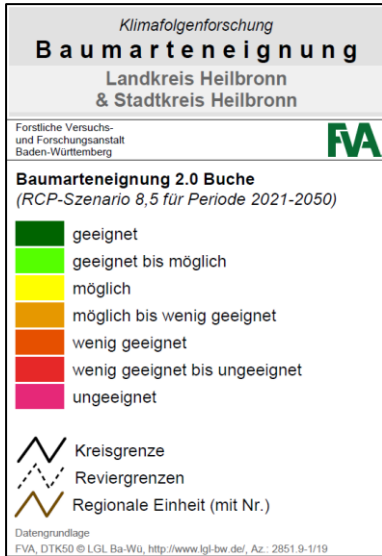 Klimafolgenforschung
Baumarteneignung
Landkreis Heilbronn
& Stadtkreis Heilbronn
Forstliche Versuchs-
und Forschungsanstalt
Baden-Württemberg
FVA
Baumarteneignung 2.0 Buche
(RCP-Szenario 8,5 für Periode 2021-2050)
geeignet
geeignet bis möglich
möglich
möglich bis wenig geeignet
wenig geeignet
wenig geeignet bis ungeeignet
ungeeignet
Kreisgrenze
Reviergrenzen
Regionale Einheit (mit Nr.)
Datengrundlage
FVA, DTK50 © LGL Ba-Wü, http://www.lgl-bw.de/, Az.: 2851.9-1/19